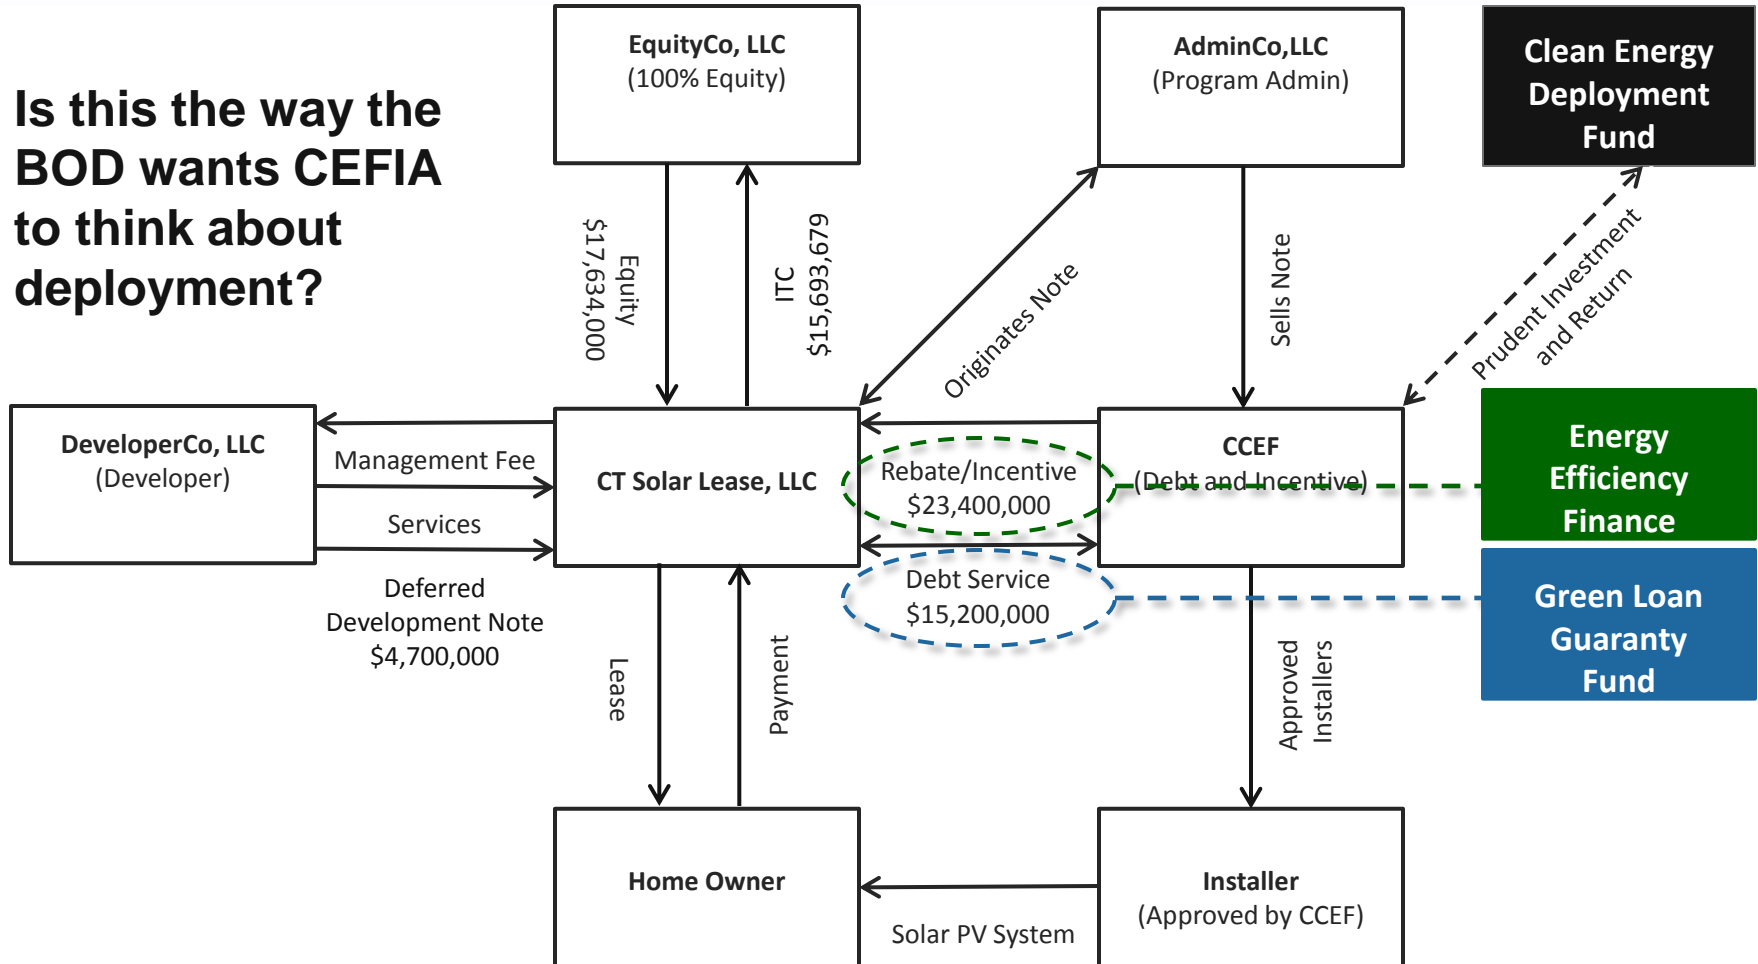 Is this the way the
BOD wants CEFIA
to think about
deployment?
EquityCo, LLC
(100% Equity)
AdminCo,LLC
(Program Admin)
Clean Energy
Deployment
Fund
Equity
$17,634,000
ITC
$15,693,679
Originates Note
Sells Note
Prudent Investment
and Return
DeveloperCo, LLC
(Developer)
Management Fee
Services
Deferred
Development Note
$4,700,000
CT Solar Lease, LLC
Rebate/Incentive
$23,400,000
Debt Service
$15,200,000
CCEF
(Debt and Incentive)
Energy
Efficiency
Finance
Green Loan
Guaranty
Fund
Lease
Payment
Approved
Installers
Home Owner
Solar PV System
Installer
(Approved by CCEF)